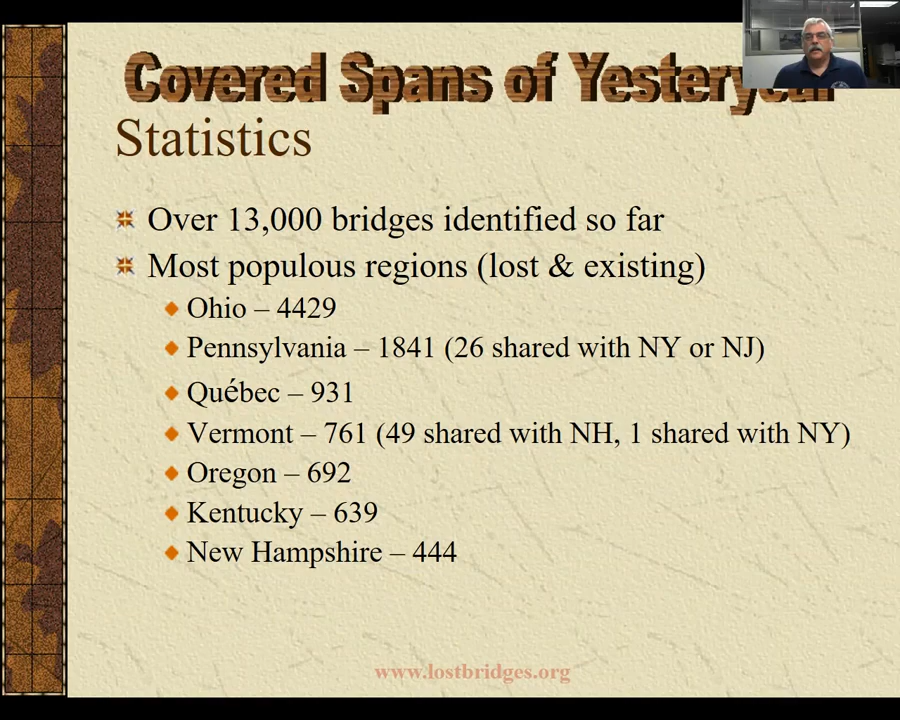 Covered Spans of Yesteryear
Statistics
Over 13,000 bridges identified so far
Most populous regions (lost & existing)
Ohio – 4429
Pennsylvania – 1841 (26 shared with NY or NJ)
Québec – 931
Vermont – 761 (49 shared with NH, 1 shared with NY)
Oregon – 692
Kentucky – 639
New Hampshire – 444
www.lostbridges.org